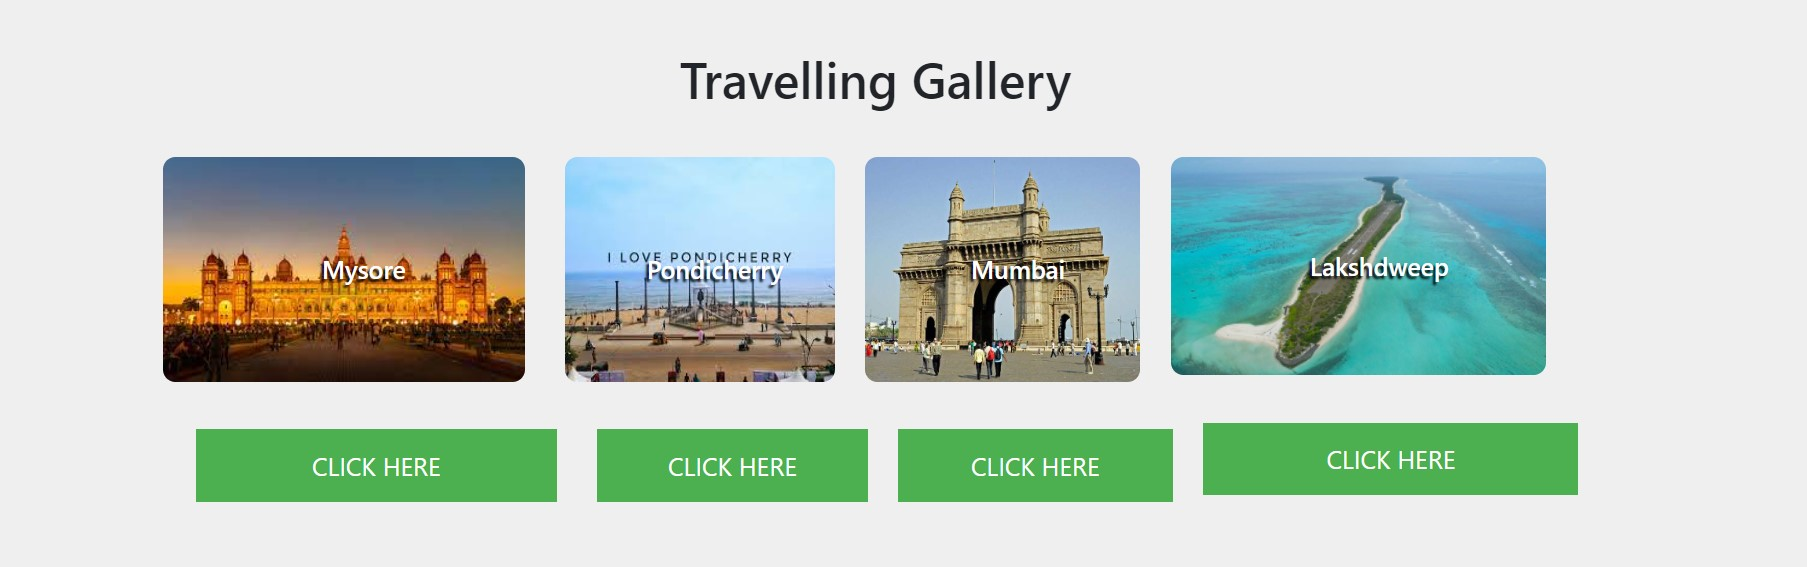 Travelling Gallery
Mysore
I LOVE PONDICHERRY
Pondicherry
Mumbai
Lakshdweep
CLICK HERE
CLICK HERE
CLICK HERE
CLICK HERE